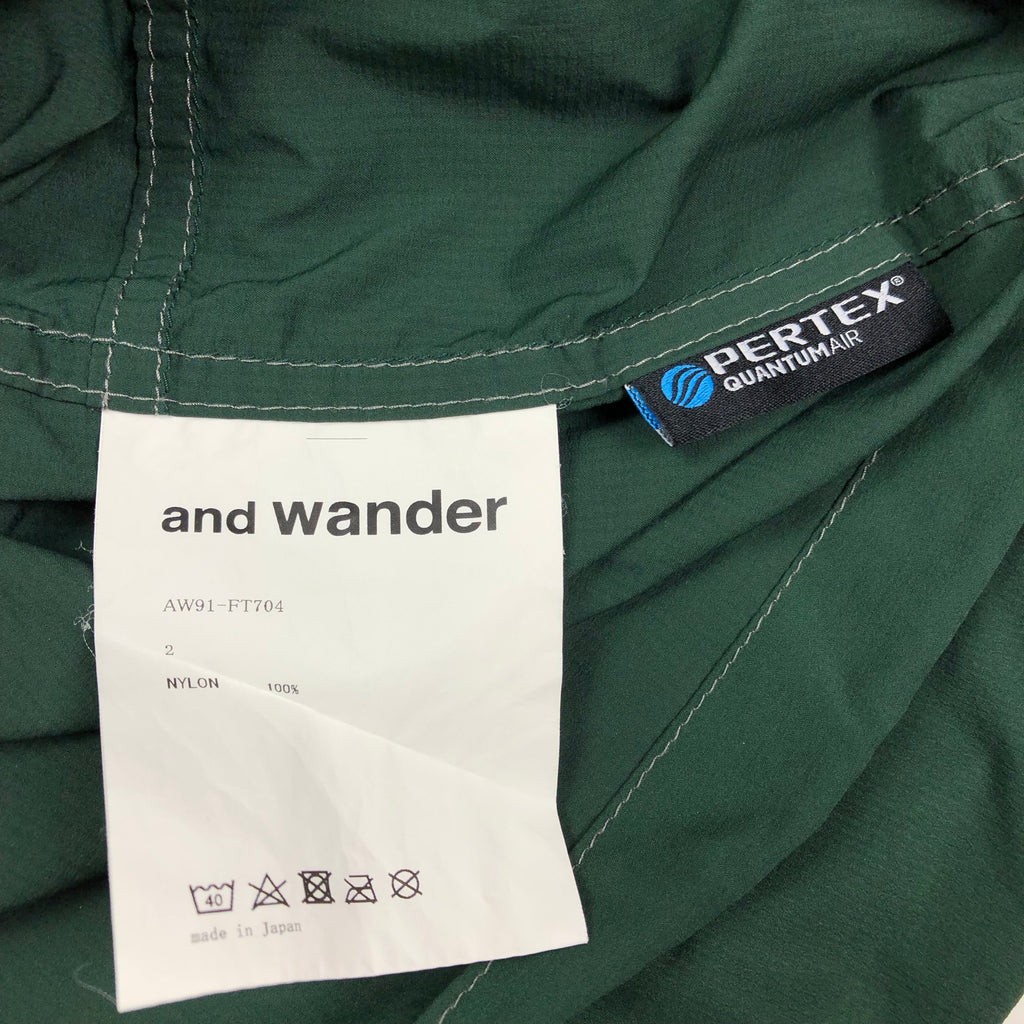 PERTEX®
QUANTUMAIR
and wander
AW91-FT704
2
NYLON 100%
40
made in Japan